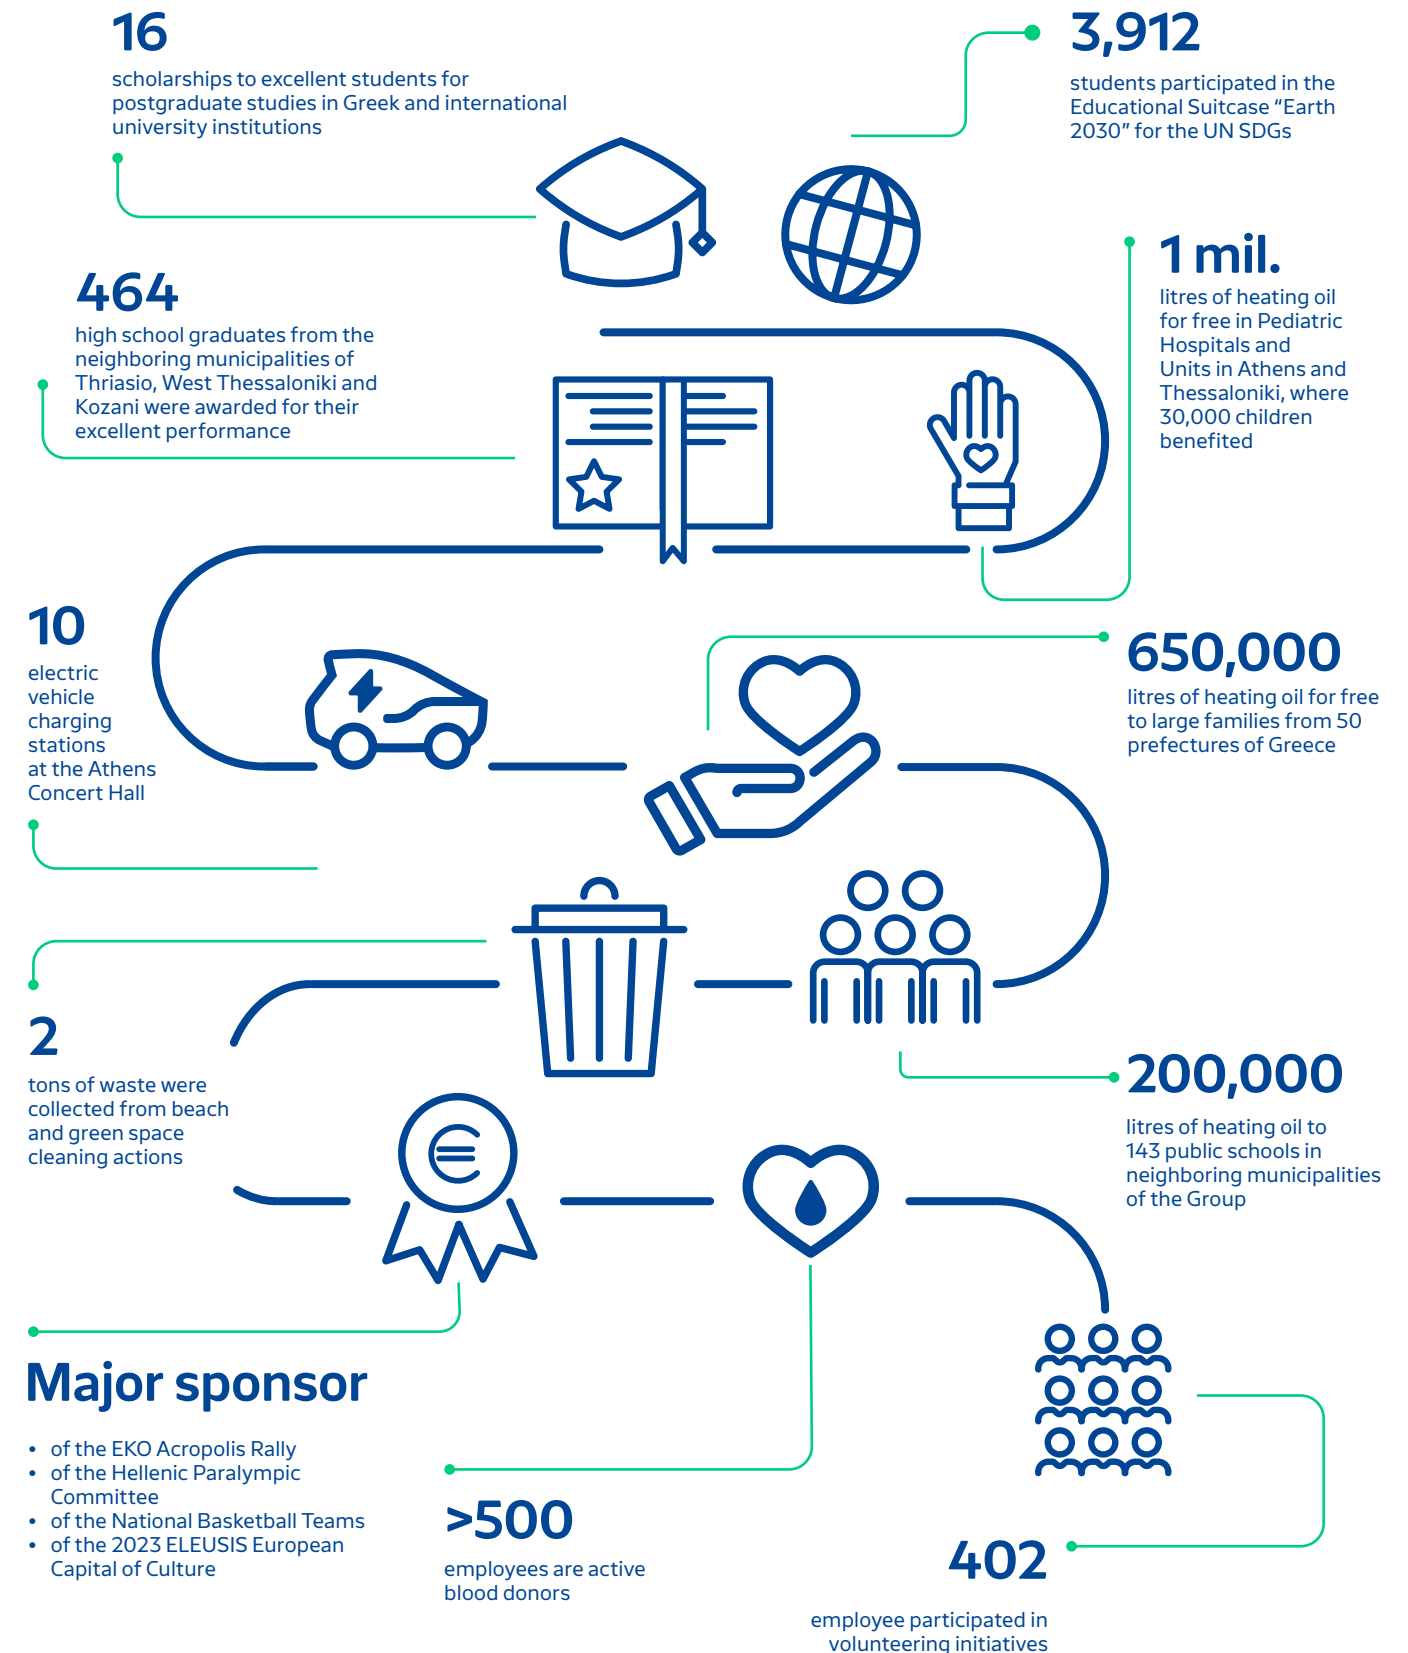 16
scholarships to excellent students for
postgraduate studies in Greek and international
university institutions
3,912
students participated in the
Educational Suitcase “Earth
2030” for the UN SDGs
464
high school graduates from the
neighboring municipalities of
Thriasio, West Thessaloniki and
Kozani were awarded for their
excellent performance
1 mil.
litres of heating oil
for free in Pediatric
Hospitals and
Units in Athens and
Thessaloniki, where
30,000 children
benefited
10
electric
vehicle
charging
stations
at the Athens
Concert Hall
650,000
litres of heating oil for free
to large families from 50
prefectures of Greece
2
tons of waste were
collected from beach
and green space
cleaning actions
200,000
litres of heating oil to
143 public schools in
neighboring municipalities
of the Group
Major sponsor
• of the EKO Acropolis Rally
• of the Hellenic Paralympic
Committee
• of the National Basketball Teams
• of the 2023 ELEUSIS European
Capital of Culture
>500
employees are active
blood donors
402
employee participated in
volunteering initiatives